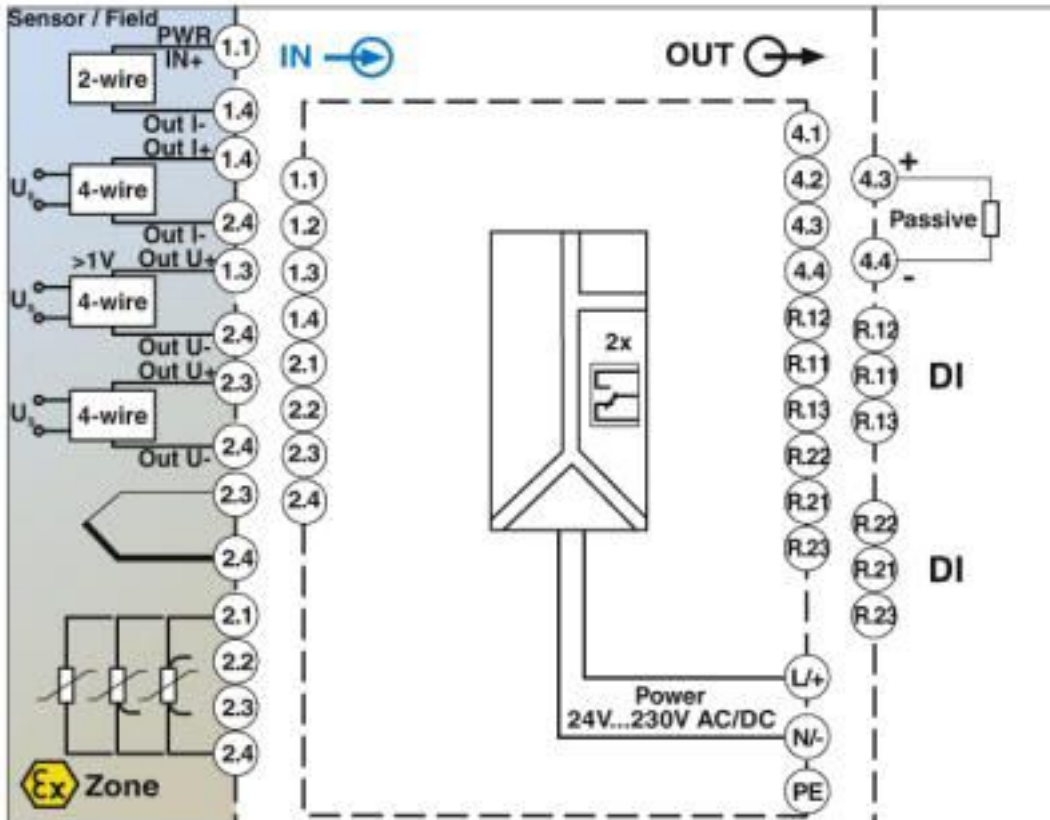 Sensor / Field
PWR
IN+
1.1
2-wire
1.4
Out I-
Out I+
1.4
Us
4-wire
2.4
Out I-
>1V
Out U+
1.3
Us
4-wire
2.4
Out U-
Out U+
2.3
Us
4-wire
2.4
Out U-
2.3
2.4
2.1
2.2
2.3
2.4
Ex
Zone
IN
OUT
1.1
1.2
1.3
1.4
2.1
2.2
2.3
2.4
2x
4.1
4.2
4.3
4.4
R.12
R.11
R.13
R.22
R.21
R.23
L/+
Power
24V...230V AC/DC
N/-
PE
4.3
+
Passive
4.4
-
R.12
R.11
DI
R.13
R.22
R.21
DI
R.23